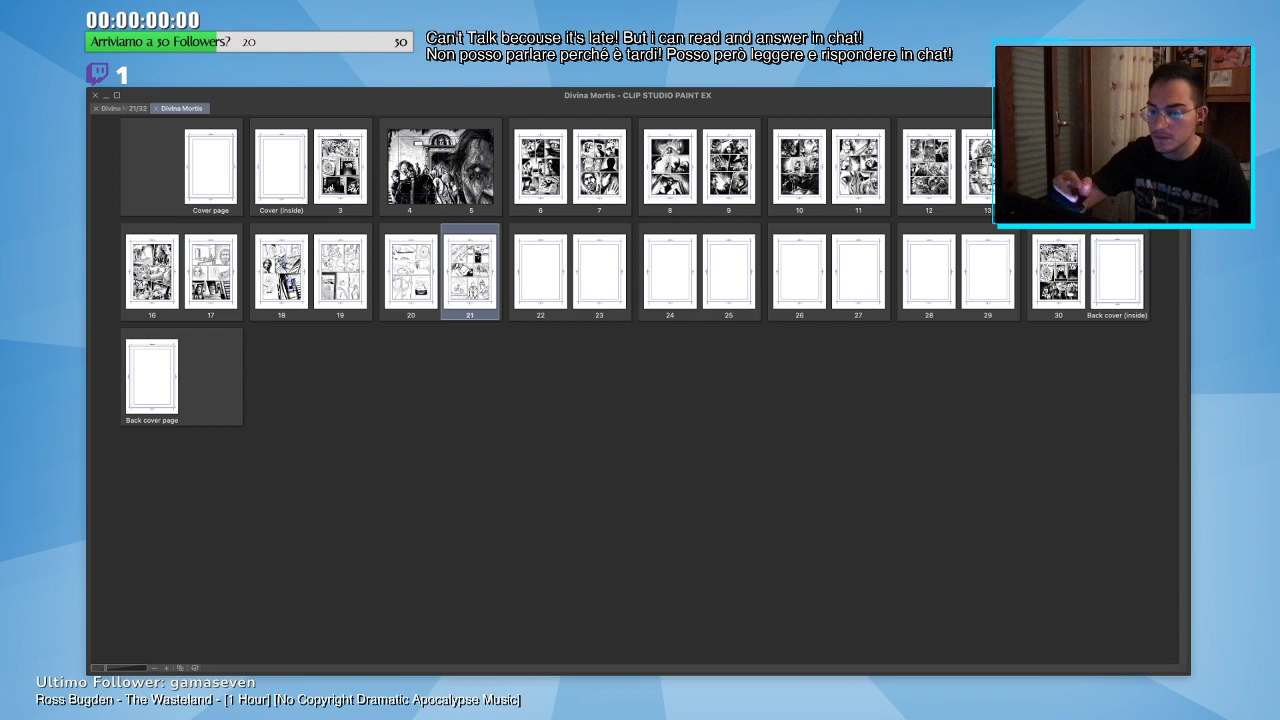 00:00:00:00
Arriviamo a 30 Followers? 20 30
Can't Talk becouse it's late! But i can read and answer in chat!
Non posso parlare perché è tardi! Posso però leggere e rispondere in chat!
1
Divina Mortis - CLIP STUDIO PAINT EX
Divina 21/32 Divina Mortis
Cover page Cover (inside) 3 4 5 6 7 8 9 10 11 12 13
16 17 18 19 20 21 22 23 24 25 26 27 28 29 30 Back cover (inside)
Back cover page
Ultimo Follower: gamaseven
Ross Bugden - The Wasteland - [1 Hour] [No Copyright Dramatic Apocalypse Music]